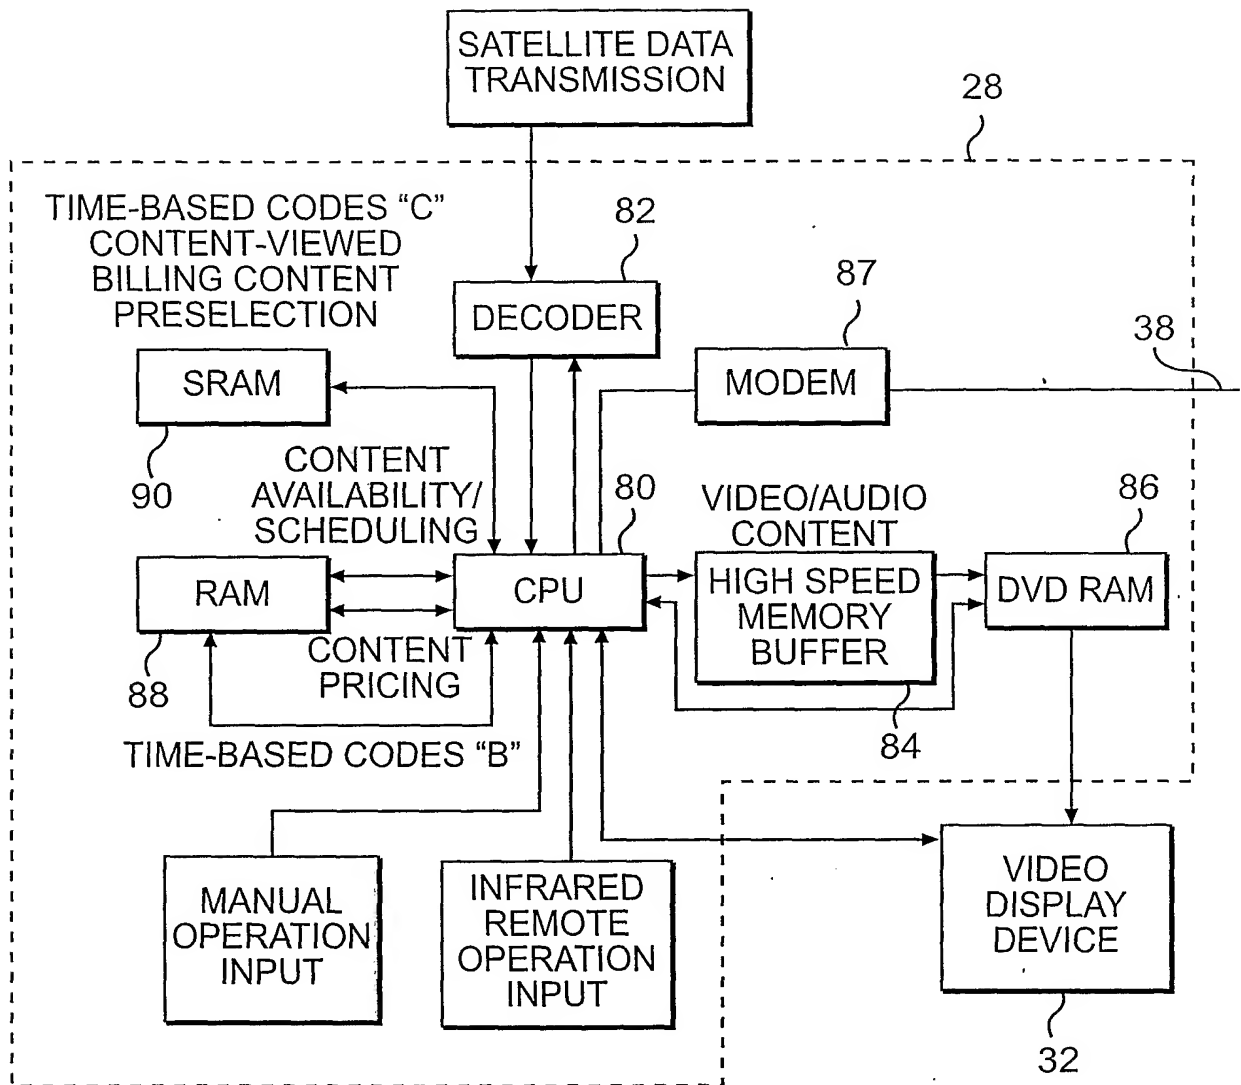 SATELLITE DATA
TRANSMISSION
28
TIME-BASED CODES “C”
CONTENT-VIEWED
BILLING CONTENT
PRESELECTION
82
DECODER
87
MODEM
38
SRAM
90
CONTENT
AVAILABILITY/
SCHEDULING
80
CPU
VIDEO/AUDIO
CONTENT
86
HIGH SPEED
MEMORY
BUFFER
84
DVD RAM
RAM
88
CONTENT
PRICING
TIME-BASED CODES “B”
MANUAL
OPERATION
INPUT
INFRARED
REMOTE
OPERATION
INPUT
VIDEO
DISPLAY
DEVICE
32